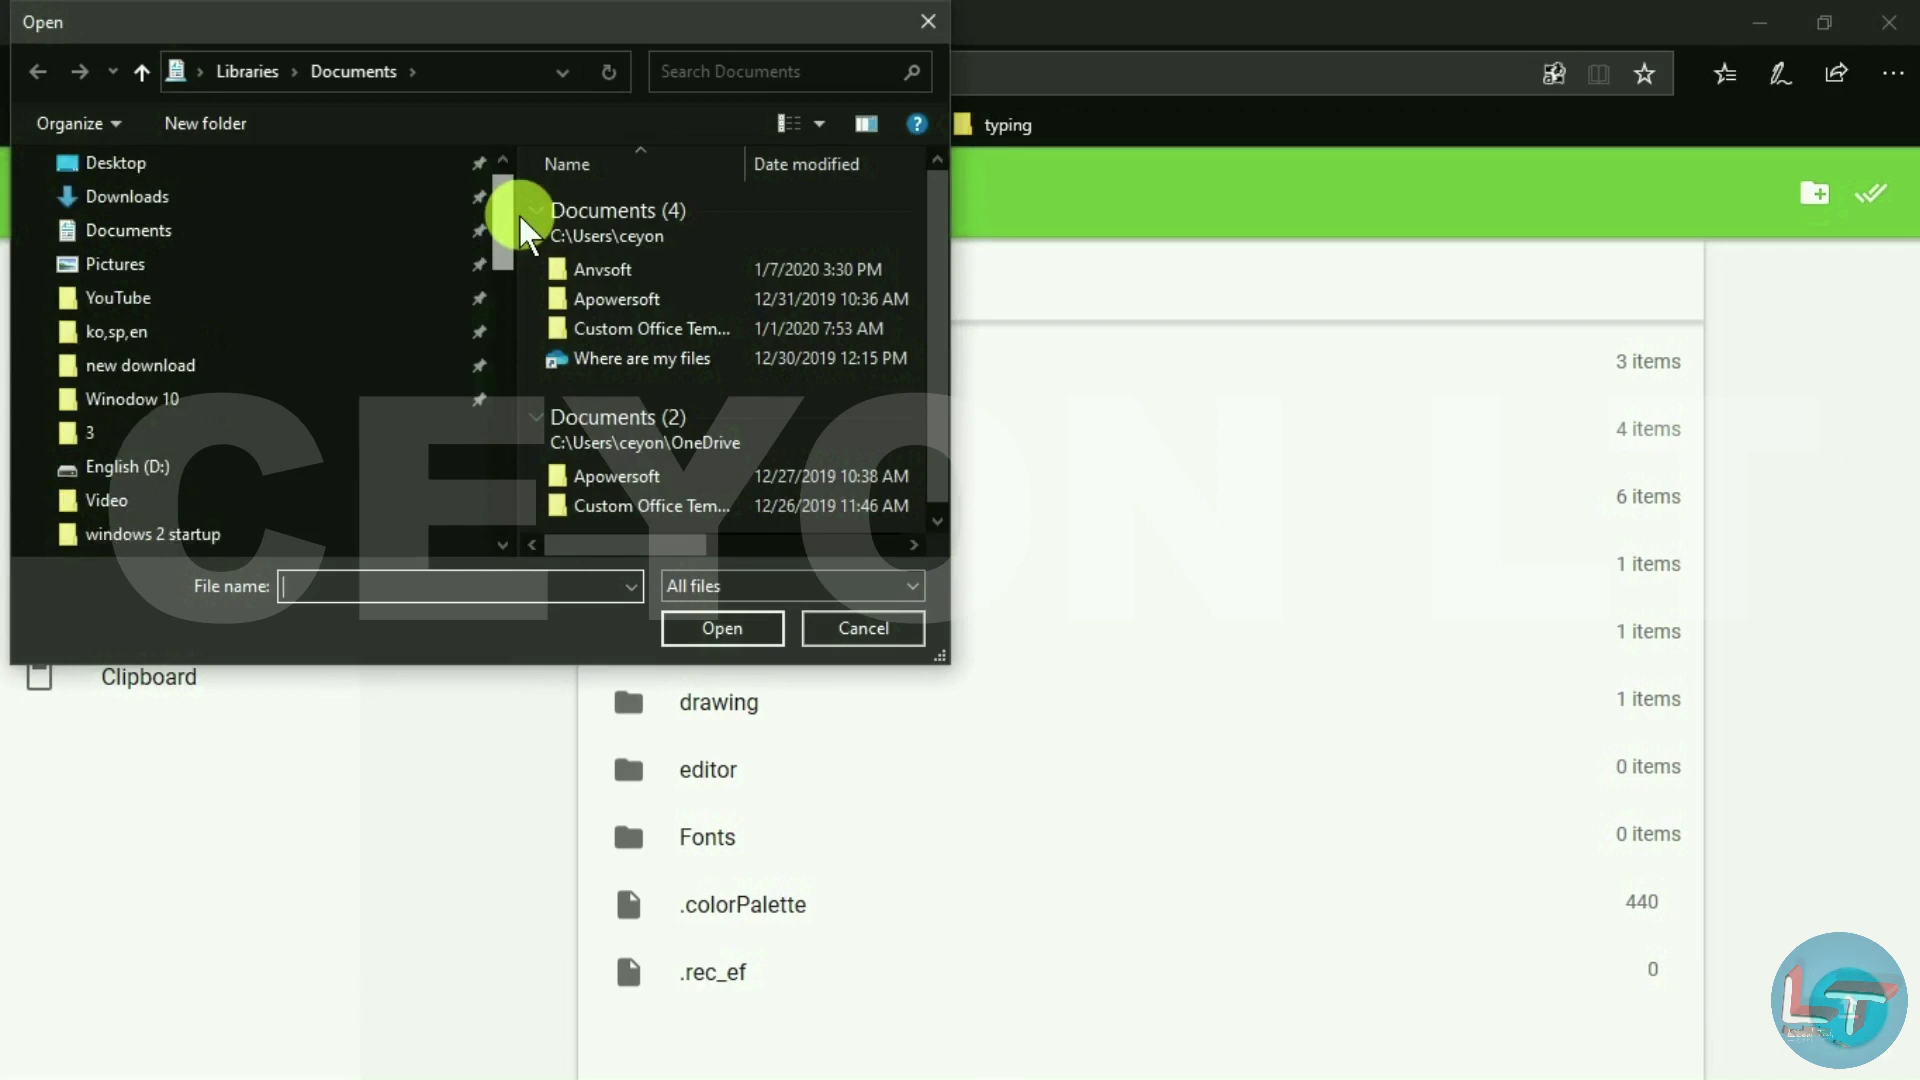 Open
Libraries > Documents >
Search Documents
Organize
New folder
typing
Desktop
Downloads
Documents
Pictures
YouTube
ko,sp,en
new download
Winodow 10
3
English (D:)
Video
windows 2 startup
Name
Date modified
Documents (4)
C:\Users\ceyon
Anvsoft 1/7/2020 3:30 PM
Apowersoft 12/31/2019 10:36 AM
Custom Office Tem... 1/1/2020 7:53 AM
Where are my files 12/30/2019 12:15 PM
Documents (2)
C:\Users\ceyon\OneDrive
Apowersoft 12/27/2019 10:38 AM
Custom Office Tem... 12/26/2019 11:46 AM
File name:
All files
Open
Cancel
CEYON LT
3 items
4 items
6 items
1 items
1 items
Clipboard
drawing 1 items
editor 0 items
Fonts 0 items
.colorPalette 440
.rec_ef 0
LT